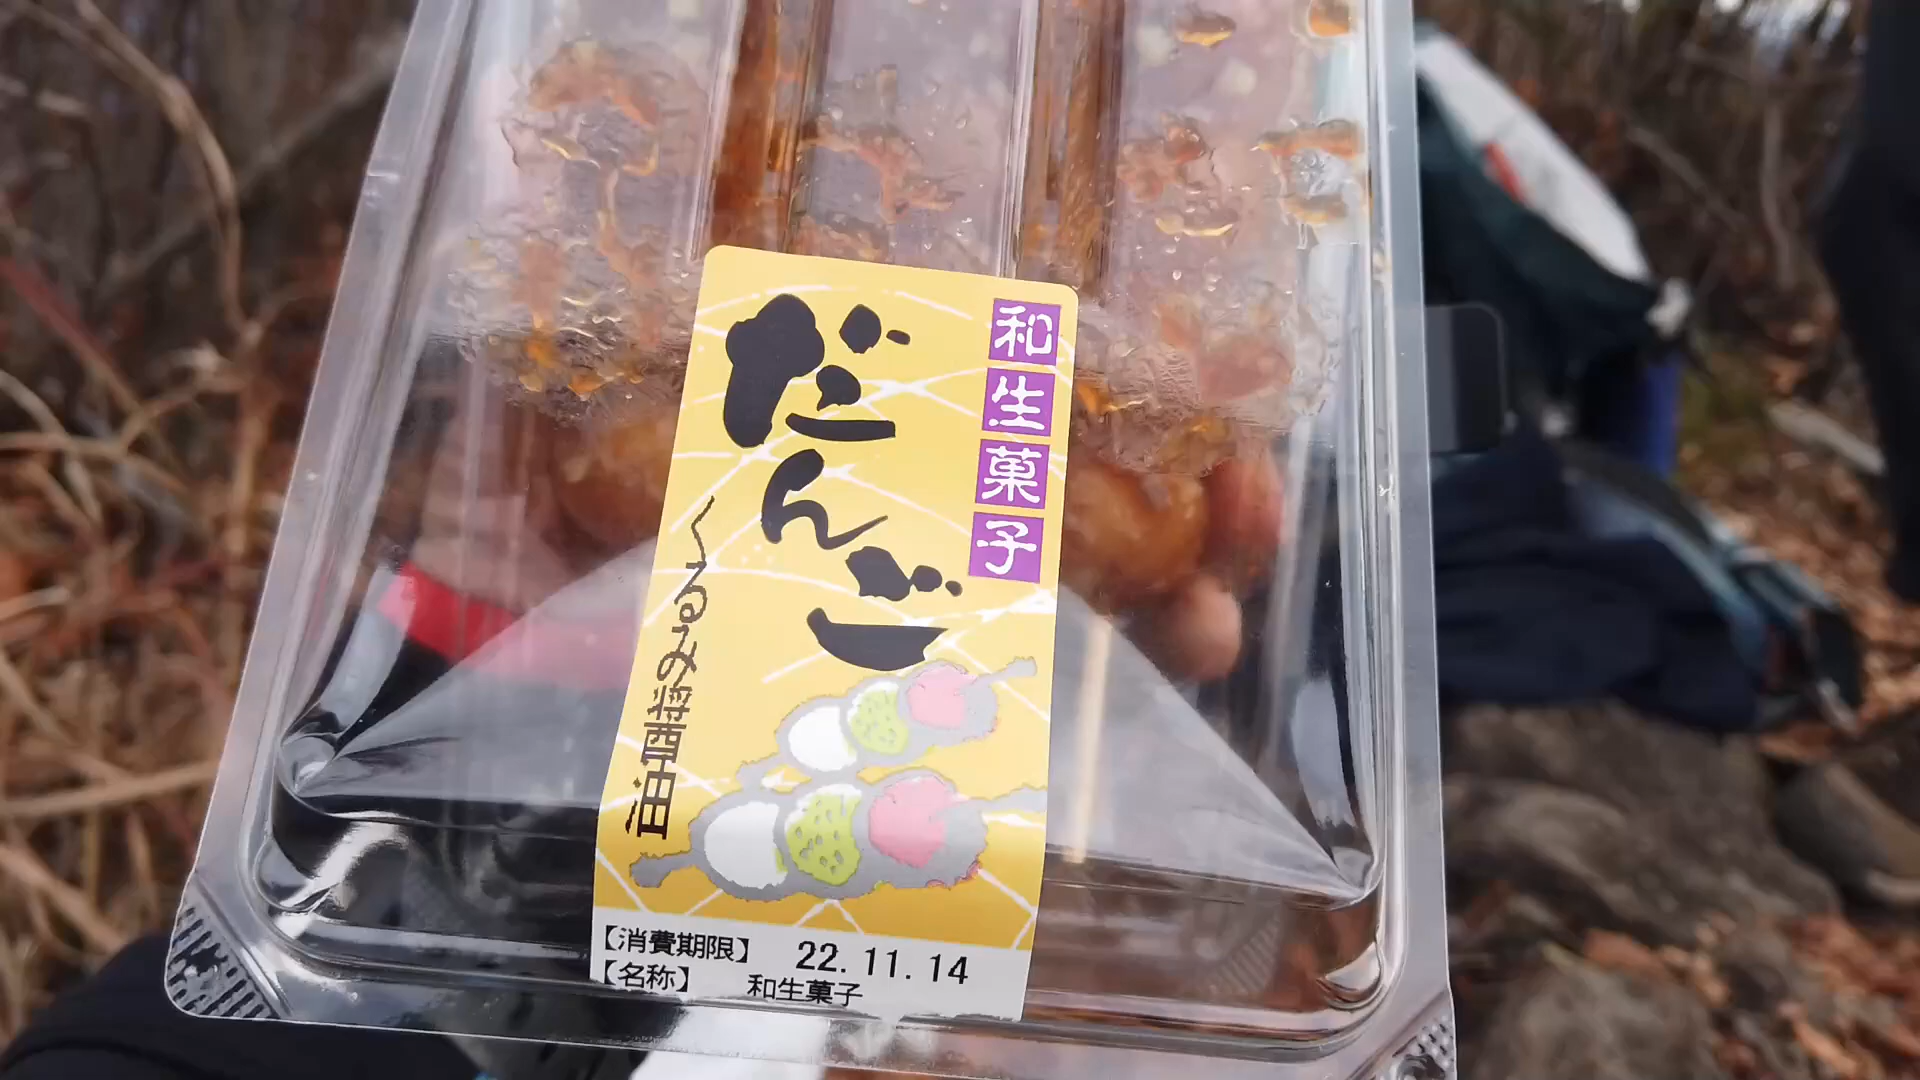 和生菓子
だんご
くるみ醤油
【消費期限】 22.11.14
【名称】 和生菓子